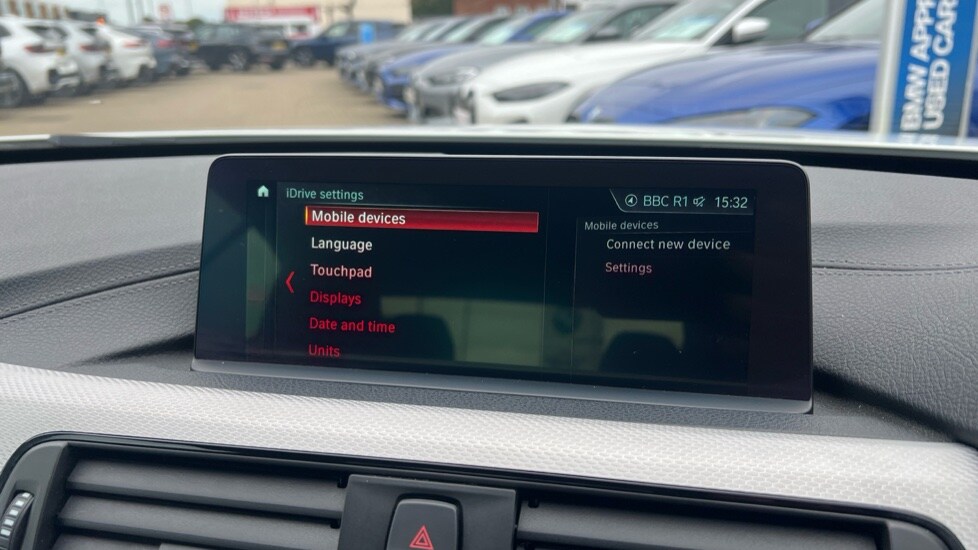 iDrive settings
BBC R1 15:32
Mobile devices
Language
Touchpad
Displays
Date and time
Units
Mobile devices
Connect new device
Settings
BMW APP
USED CAR